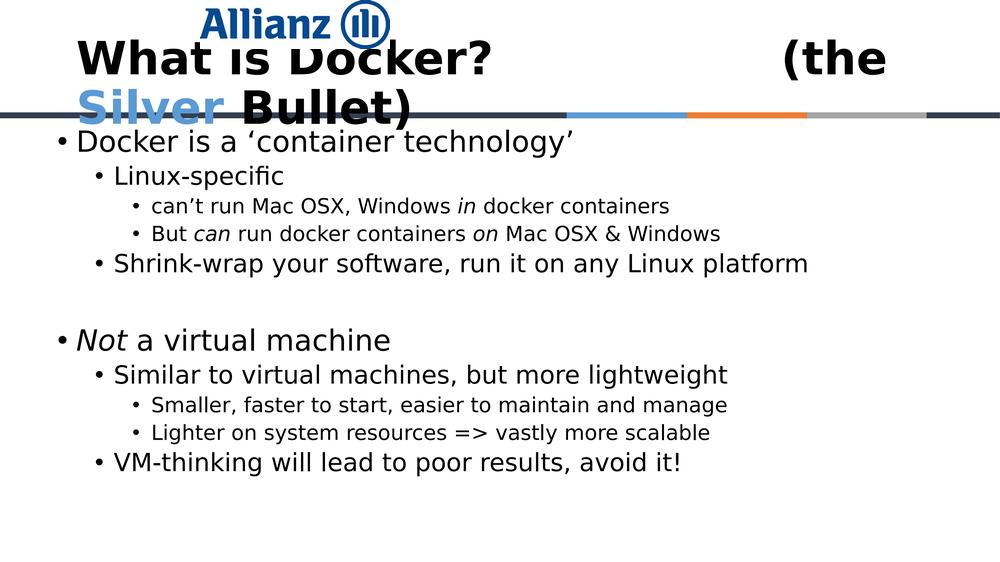 Allianz
What is Docker? (the
Silver Bullet)
• Docker is a ‘container technology’
• Linux-specific
• can’t run Mac OSX, Windows in docker containers
• But can run docker containers on Mac OSX & Windows
• Shrink-wrap your software, run it on any Linux platform
• Not a virtual machine
• Similar to virtual machines, but more lightweight
• Smaller, faster to start, easier to maintain and manage
• Lighter on system resources => vastly more scalable
• VM-thinking will lead to poor results, avoid it!